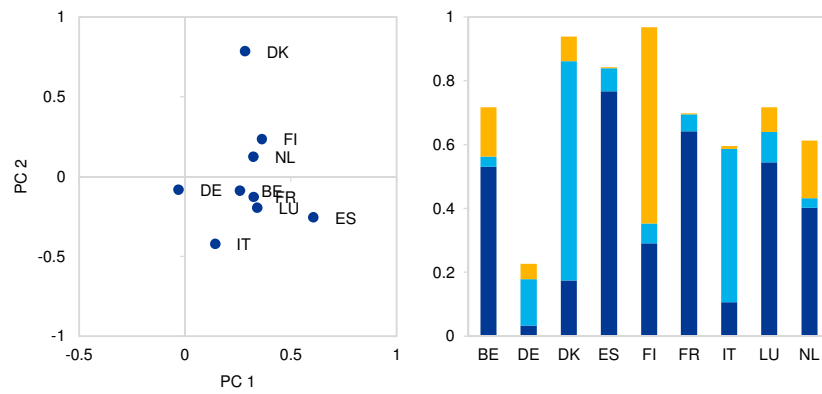 1
0.5
0
-0.5
-1
-0.5
0
0.5
1
PC 2
PC 1
DK
FI
NL
DE
BE
FR
LU
ES
IT
1
0.8
0.6
0.4
0.2
0
BE DE DK ES FI FR IT LU NL